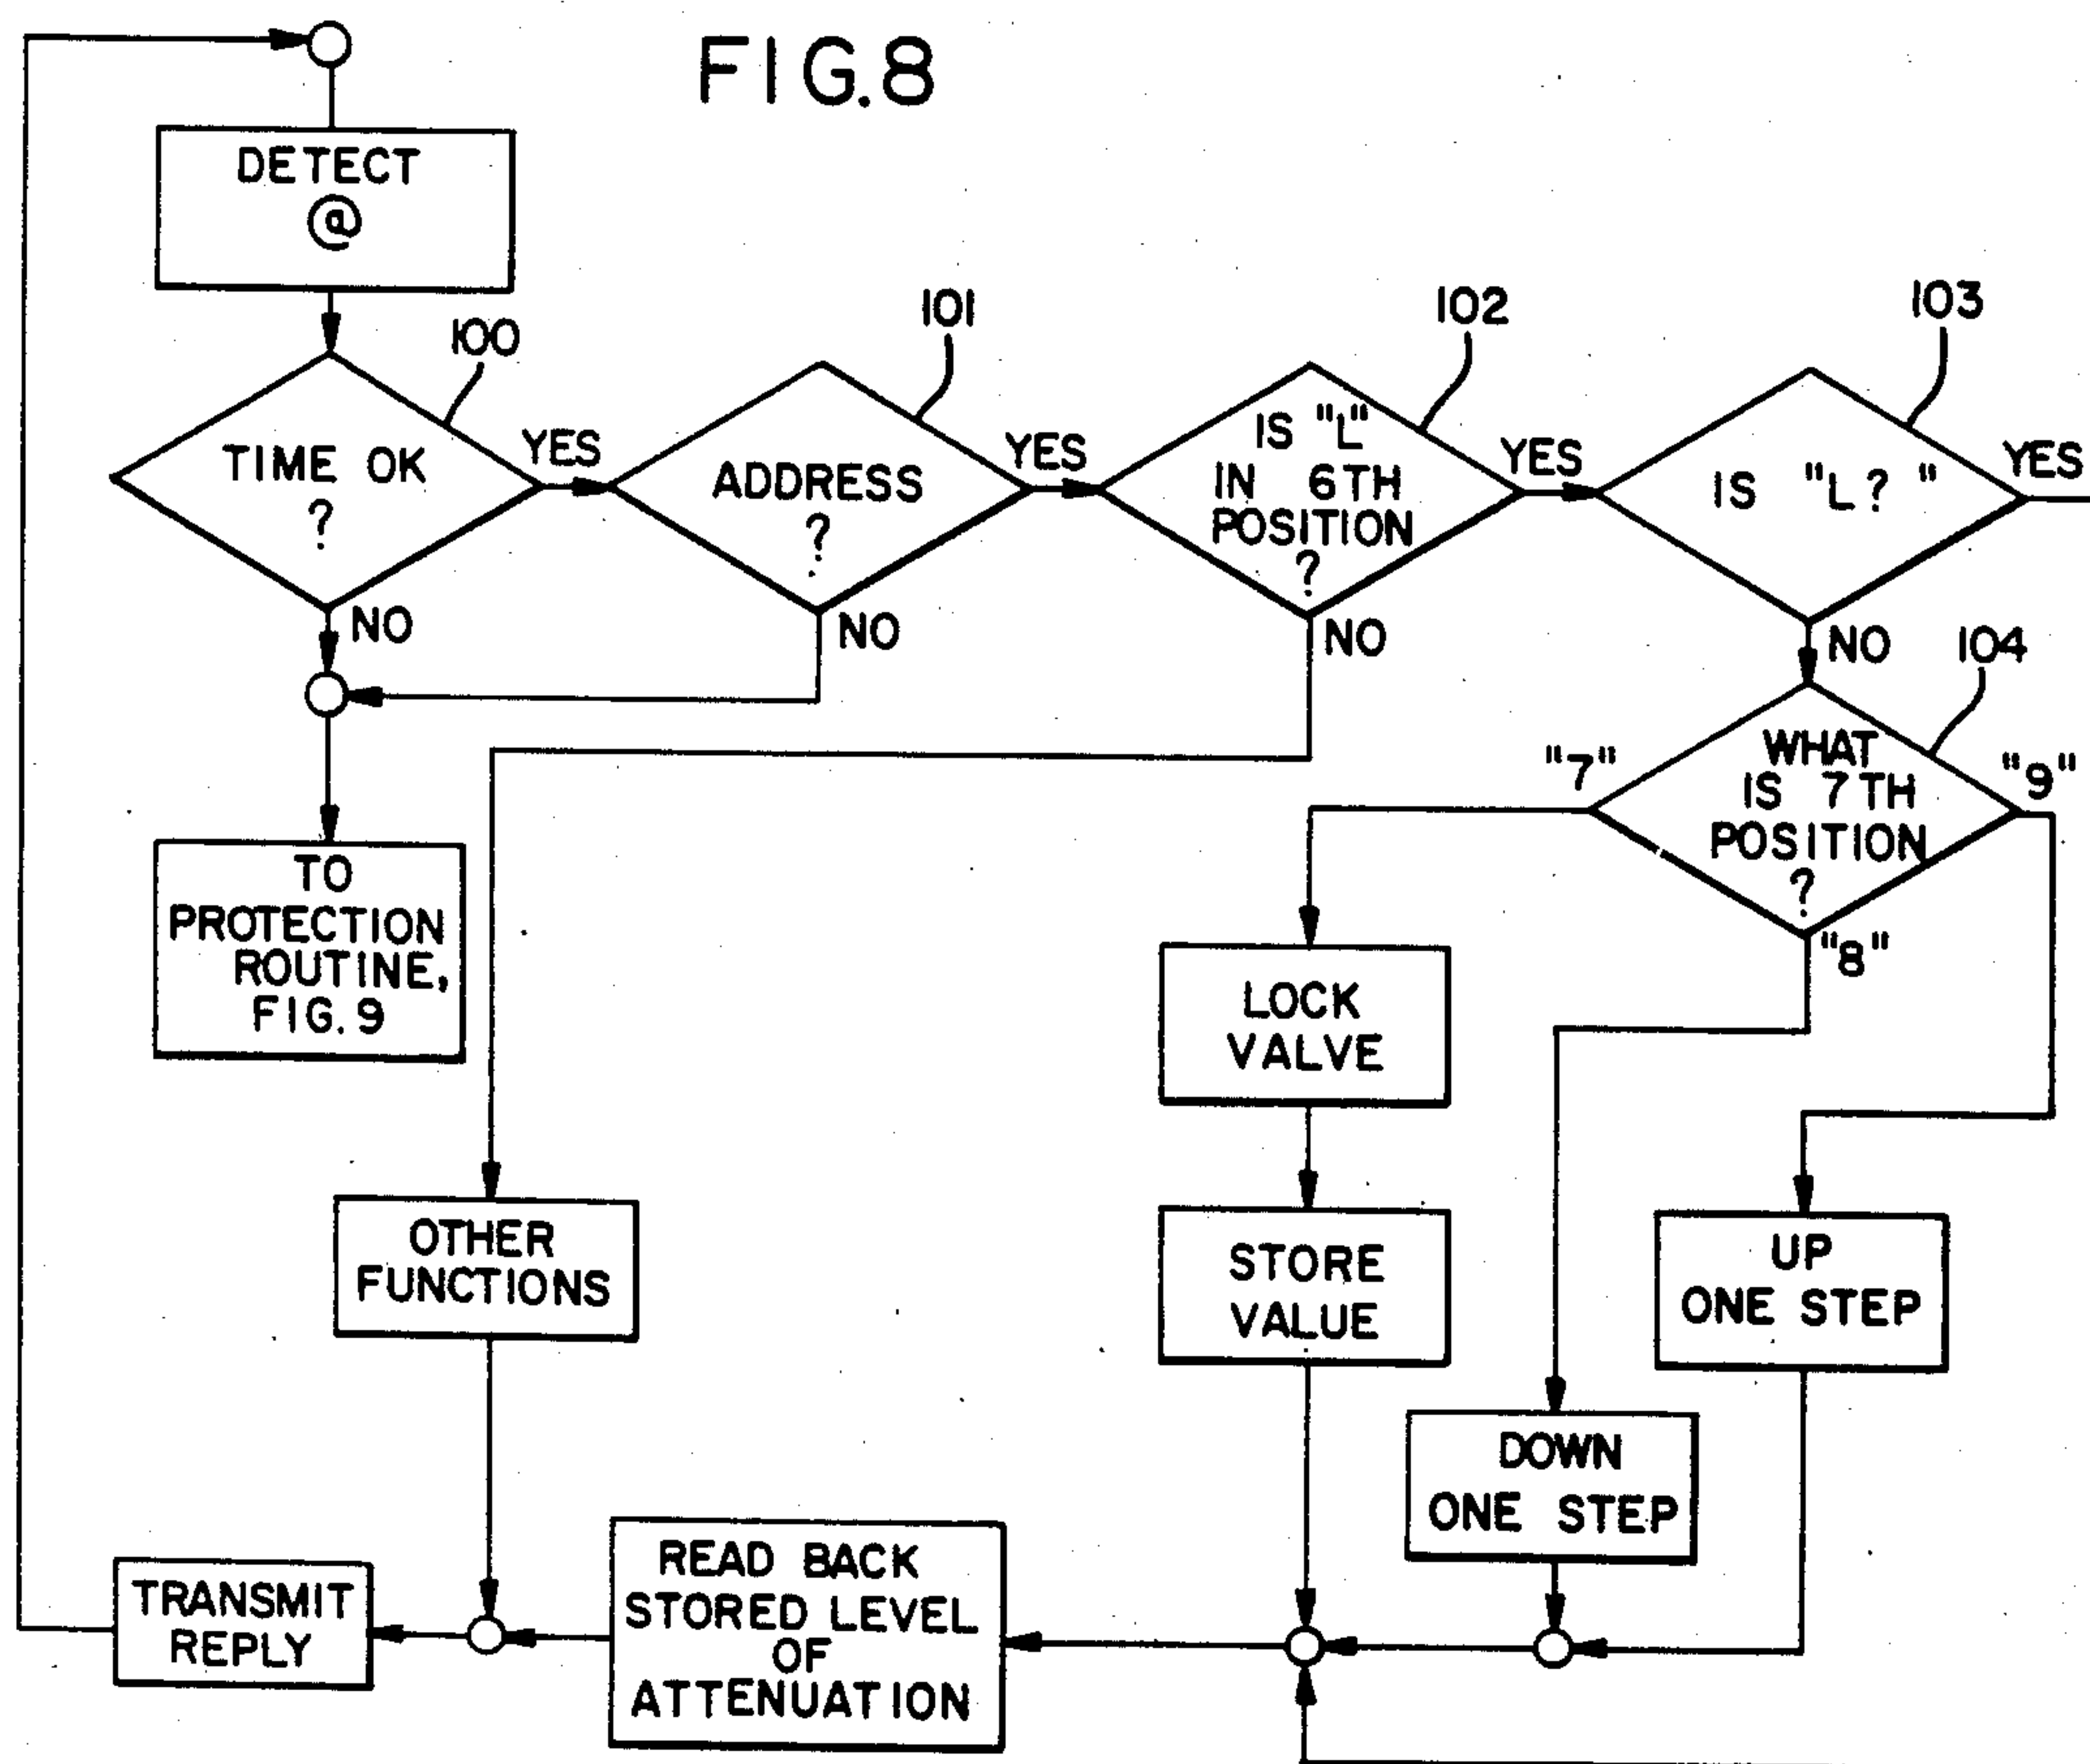 FIG.8
DETECT
@
100
TIME OK
?
YES
NO
101
ADDRESS
?
YES
NO
102
IS "L"
IN 6TH
POSITION
?
YES
NO
103
IS "L? "
YES
NO
104
WHAT
IS 7TH
POSITION
?
"7"
"8"
"9"
TO
PROTECTION
ROUTINE,
FIG.9
LOCK
VALVE
STORE
VALUE
OTHER
FUNCTIONS
UP
ONE STEP
DOWN
ONE STEP
READ BACK
STORED LEVEL
OF
ATTENUATION
TRANSMIT
REPLY